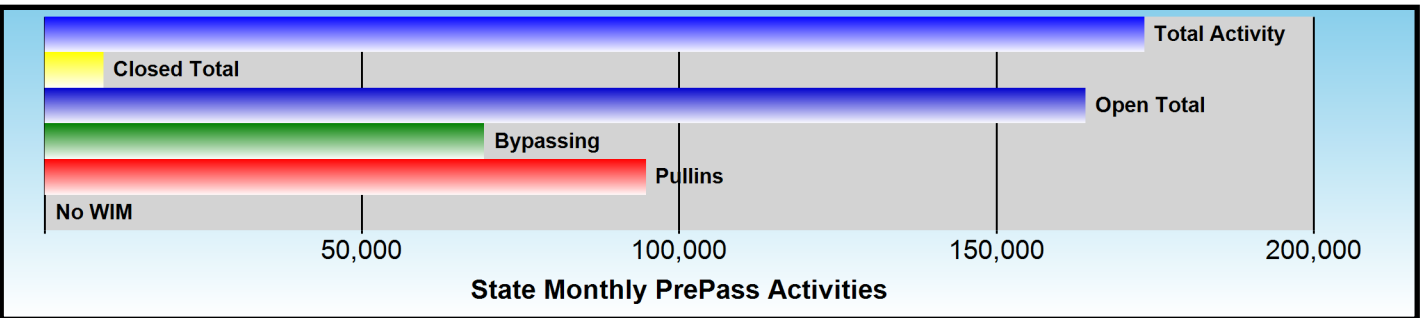 Total Activity
Closed Total
Open Total
Bypassing
Pullins
No WIM
50,000 100,000 150,000 200,000
State Monthly PrePass Activities